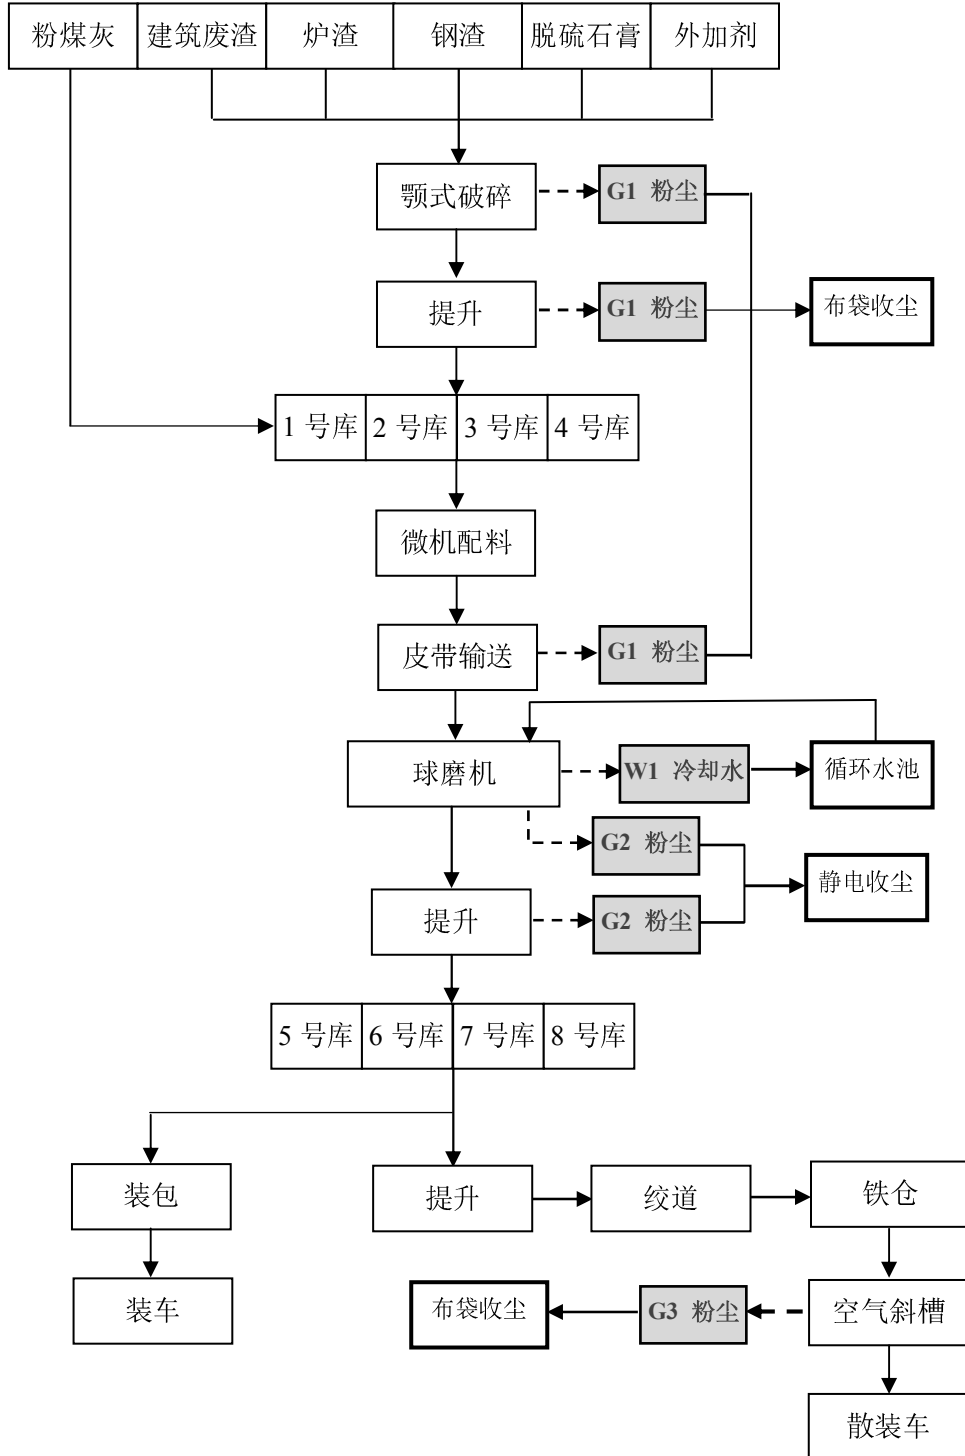 粉煤灰 建筑废渣 炉渣 钢渣 脱硫石膏 外加剂
颚式破碎 G1 粉尘
提升 G1 粉尘 布袋收尘
1 号库 2 号库 3 号库 4 号库
微机配料
皮带输送 G1 粉尘
球磨机 W1 冷却水 循环水池
G2 粉尘
静电收尘
提升 G2 粉尘
5 号库 6 号库 7 号库 8 号库
装包 提升 绞道 铁仓
装车 布袋收尘 G3 粉尘 空气斜槽
散装车